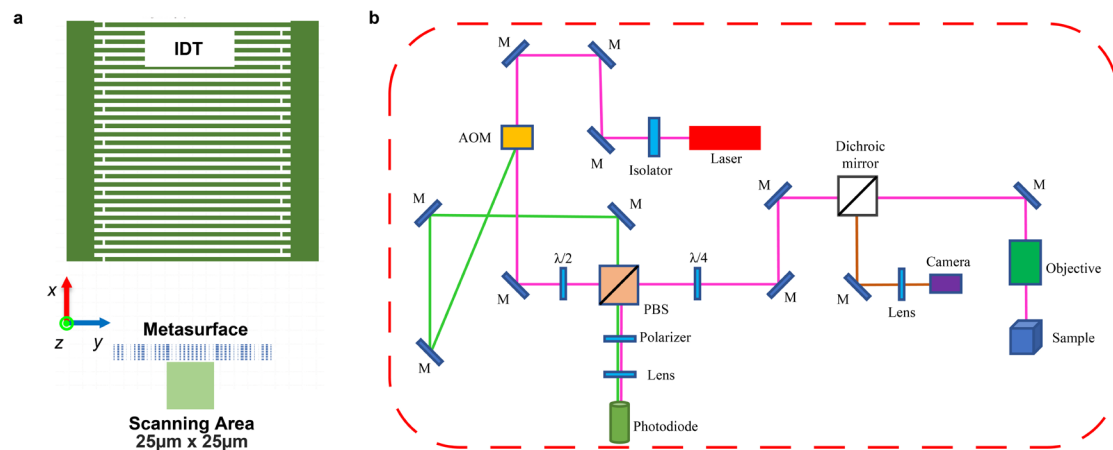 a
IDT
x
z
y
Metasurface
Scanning Area
25μm x 25μm
b
M
M
AOM
M
Isolator
Laser
Dichroic
mirror
M
M
M
M
λ/2
λ/4
M
PBS
M
M
Lens
Camera
Objective
Polarizer
M
Lens
Sample
Photodiode